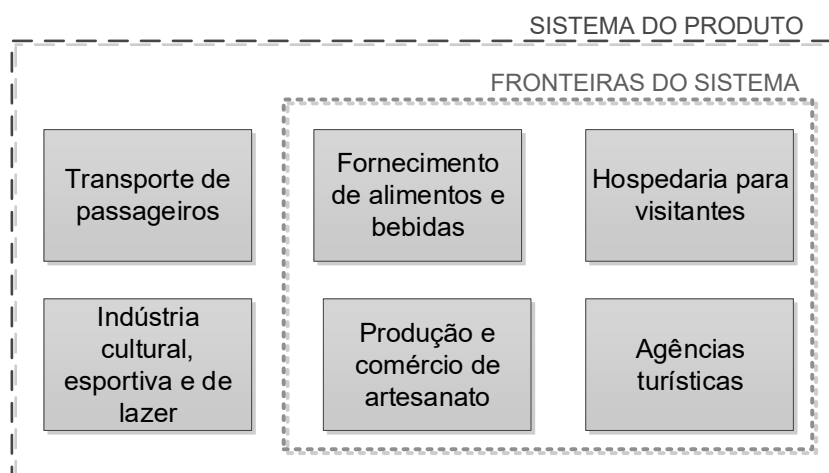 SISTEMA DO PRODUTO
FRONTEIRAS DO SISTEMA
Transporte de
passageiros
Fornecimento
de alimentos e
bebidas
Hospedaria para
visitantes
Indústria
cultural,
esportiva e de
lazer
Produção e
comércio de
artesanato
Agências
turísticas